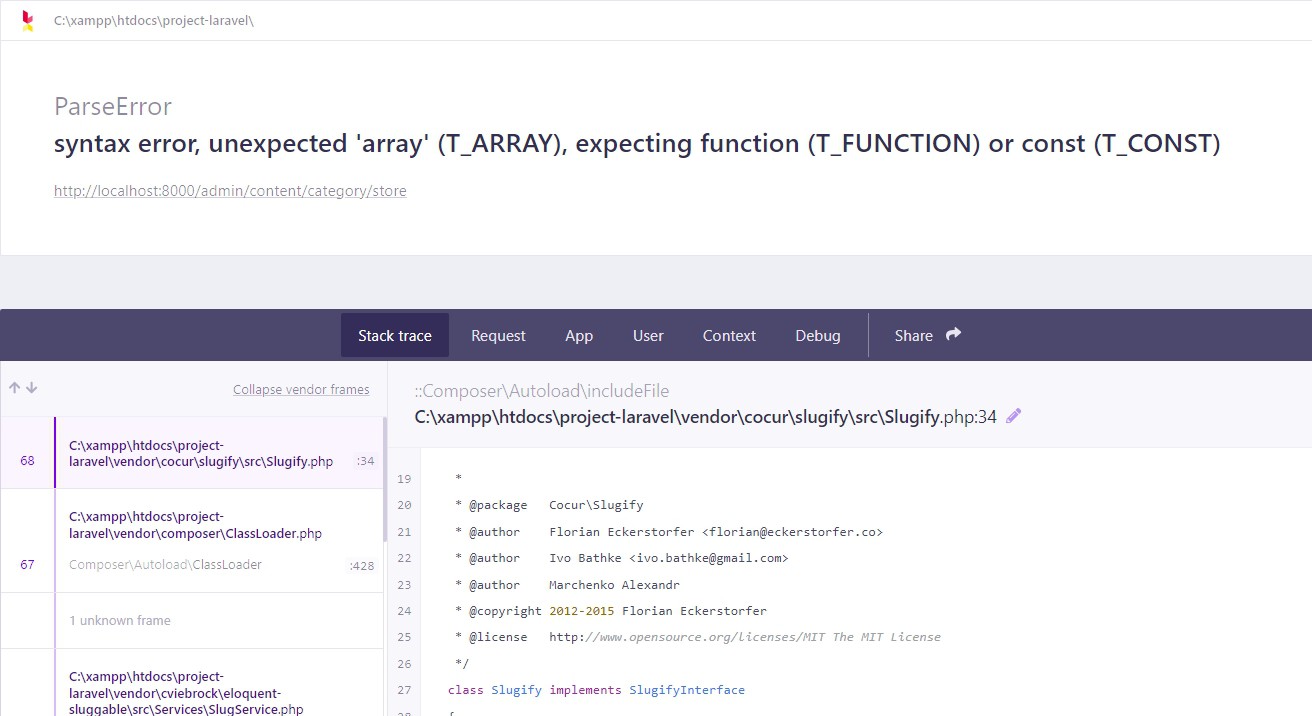 C:\xampp\htdocs\project-laravel\
ParseError
syntax error, unexpected 'array' (T_ARRAY), expecting function (T_FUNCTION) or const (T_CONST)
http://localhost:8000/admin/content/category/store
Stack trace Request App User Context Debug Share
Collapse vendor frames
68
C:\xampp\htdocs\project-
laravel\vendor\cocur\slugify\src\Slugify.php :34
C:\xampp\htdocs\project-
laravel\vendor\composer\ClassLoader.php
67 Composer\Autoload\ClassLoader :428
1 unknown frame
C:\xampp\htdocs\project-
laravel\vendor\cviebrock\eloquent-
sluggable\src\Services\SlugService.php
::Composer\Autoload\includeFile
C:\xampp\htdocs\project-laravel\vendor\cocur\slugify\src\Slugify.php:34
19 *
20 * @package Cocur\Slugify
21 * @author Florian Eckerstorfer <florian@eckerstorfer.co>
22 * @author Ivo Bathke <ivo.bathke@gmail.com>
23 * @author Marchenko Alexandr
24 * @copyright 2012-2015 Florian Eckerstorfer
25 * @license http://www.opensource.org/licenses/MIT The MIT License
26 */
27 class Slugify implements SlugifyInterface
28 {